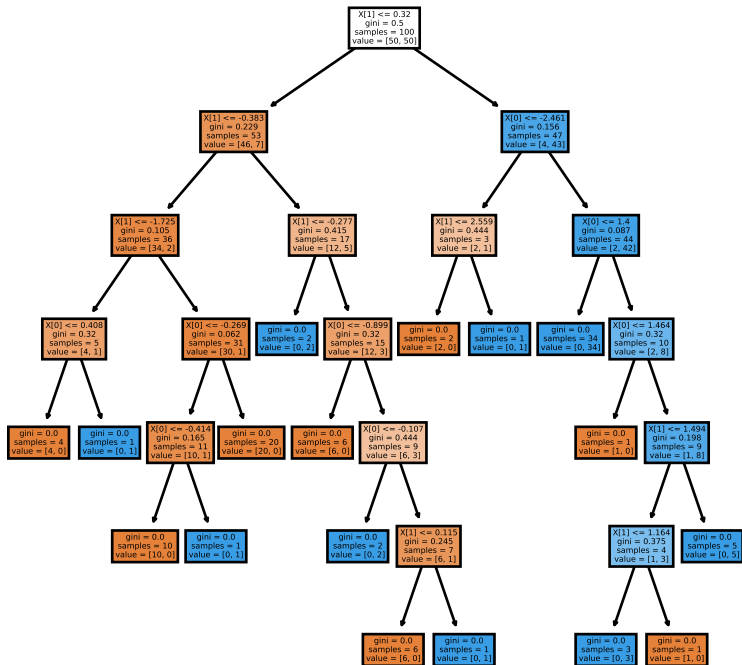 X[1] <= 0.32
gini = 0.5
samples = 100
value = [50, 50]
X[1] <= -0.383
gini = 0.229
samples = 53
value = [46, 7]
X[0] <= -2.461
gini = 0.156
samples = 47
value = [4, 43]
X[1] <= -1.725
gini = 0.105
samples = 36
value = [34, 2]
X[1] <= -0.277
gini = 0.415
samples = 17
value = [12, 5]
X[1] <= 2.559
gini = 0.444
samples = 3
value = [2, 1]
X[0] <= 1.4
gini = 0.087
samples = 44
value = [2, 42]
X[0] <= 0.408
gini = 0.32
samples = 5
value = [4, 1]
X[0] <= -0.269
gini = 0.062
samples = 31
value = [30, 1]
gini = 0.0
samples = 2
value = [0, 2]
X[0] <= -0.899
gini = 0.32
samples = 15
value = [12, 3]
gini = 0.0
samples = 2
value = [2, 0]
gini = 0.0
samples = 1
value = [0, 1]
gini = 0.0
samples = 34
value = [0, 34]
X[0] <= 1.464
gini = 0.32
samples = 10
value = [2, 8]
gini = 0.0
samples = 4
value = [4, 0]
gini = 0.0
samples = 1
value = [0, 1]
X[0] <= -0.414
gini = 0.165
samples = 11
value = [10, 1]
gini = 0.0
samples = 20
value = [20, 0]
gini = 0.0
samples = 6
value = [6, 0]
X[0] <= -0.107
gini = 0.444
samples = 9
value = [6, 3]
gini = 0.0
samples = 1
value = [1, 0]
X[1] <= 1.494
gini = 0.198
samples = 9
value = [1, 8]
gini = 0.0
samples = 10
value = [10, 0]
gini = 0.0
samples = 1
value = [0, 1]
gini = 0.0
samples = 2
value = [0, 2]
X[1] <= 0.115
gini = 0.245
samples = 7
value = [6, 1]
X[1] <= 1.164
gini = 0.375
samples = 4
value = [1, 3]
gini = 0.0
samples = 5
value = [0, 5]
gini = 0.0
samples = 6
value = [6, 0]
gini = 0.0
samples = 1
value = [0, 1]
gini = 0.0
samples = 3
value = [0, 3]
gini = 0.0
samples = 1
value = [1, 0]